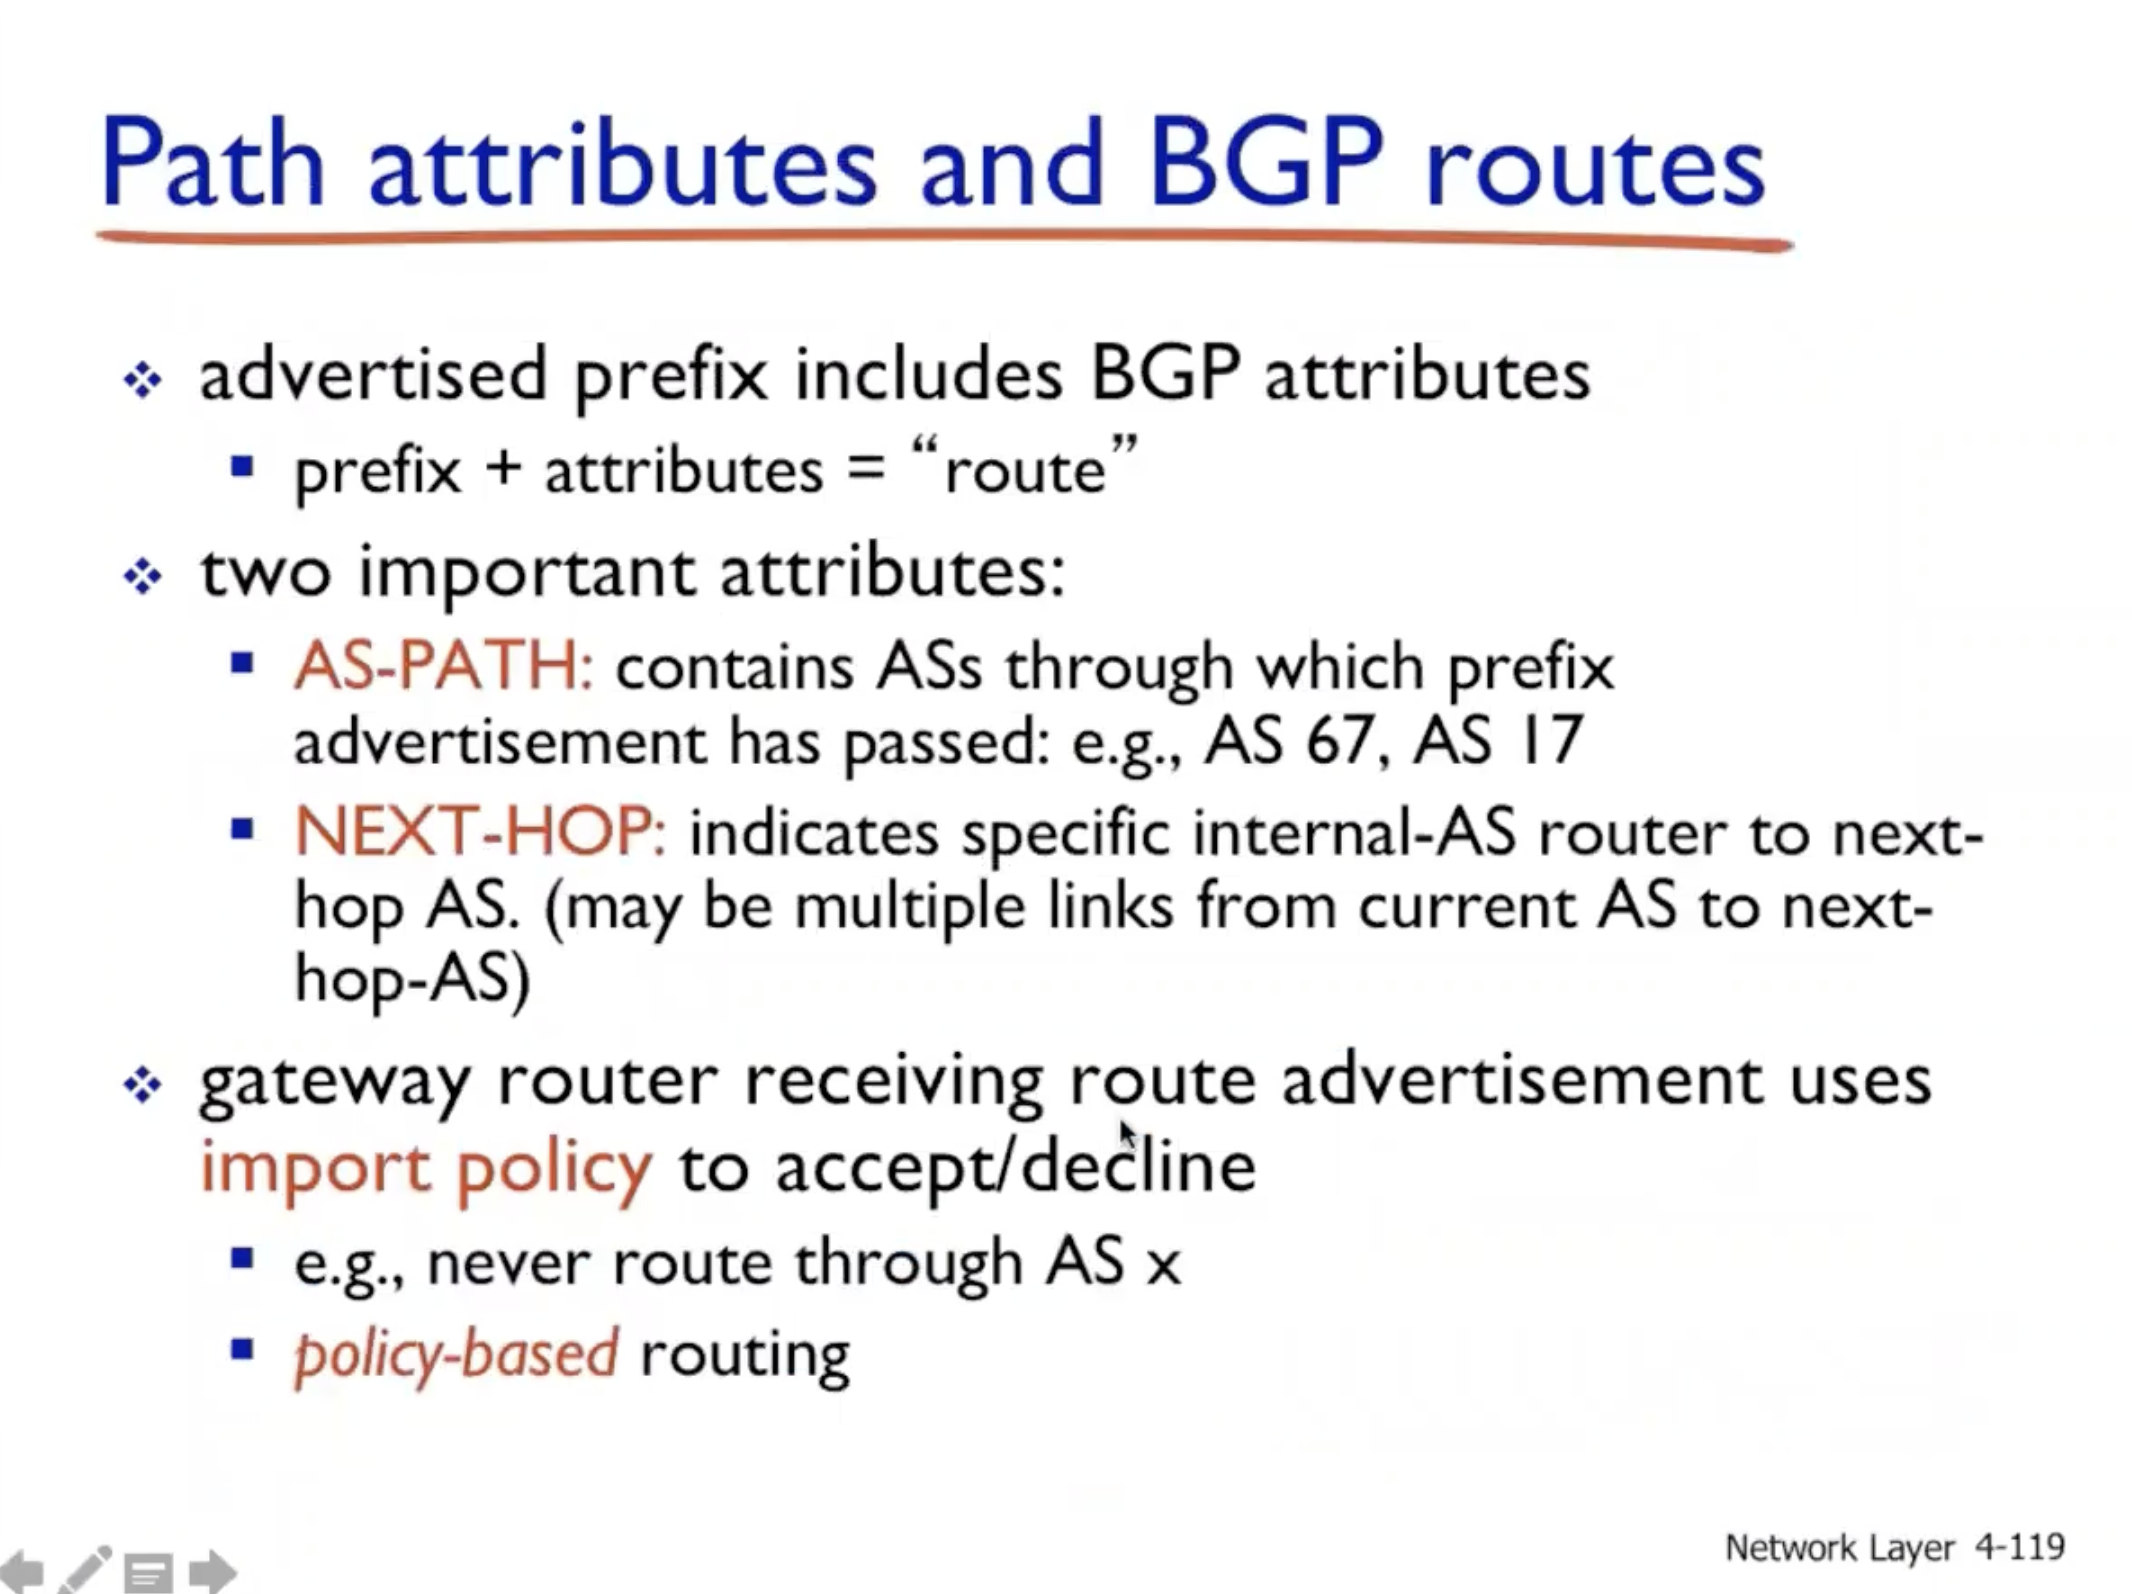 Path attributes and BGP routes
advertised prefix includes BGP attributes
prefix + attributes = “route”
two important attributes:
AS-PATH: contains ASs through which prefix
advertisement has passed: e.g., AS 67, AS 17
NEXT-HOP: indicates specific internal-AS router to next-
hop AS. (may be multiple links from current AS to next-
hop-AS)
gateway router receiving route advertisement uses
import policy to accept/decline
e.g., never route through AS x
policy-based routing
Network Layer 4-119